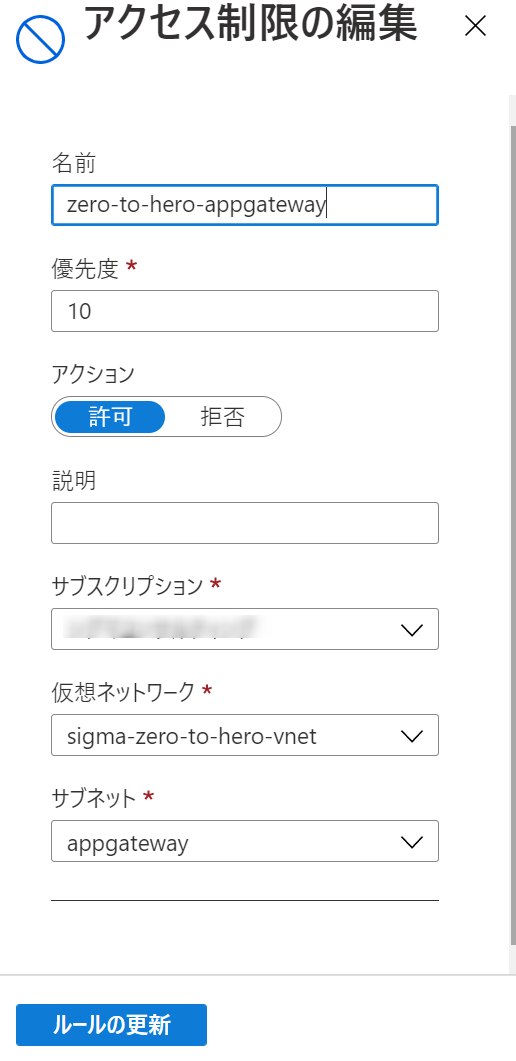 アクセス制限の編集
名前
zero-to-hero-appgateway
優先度 *
10
アクション
許可 拒否
説明
サブスクリプション *
仮想ネットワーク *
sigma-zero-to-hero-vnet
サブネット *
appgateway
ルールの更新